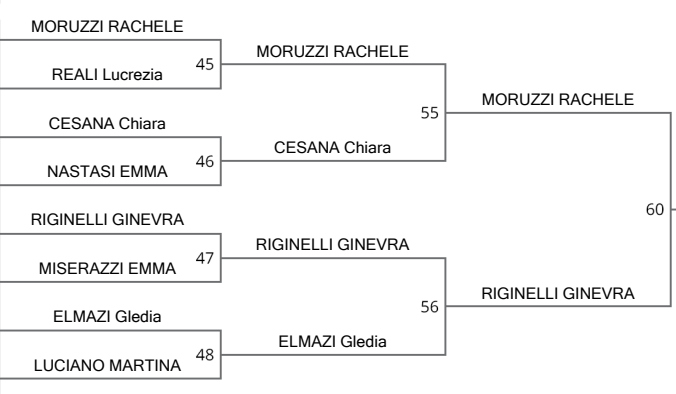 MORUZZI RACHELE
REALI Lucrezia
45
CESANA Chiara
NASTASI EMMA
46
RIGINELLI GINEVRA
MISERAZZI EMMA
47
ELMAZI Gledia
LUCIANO MARTINA
48
MORUZZI RACHELE
CESANA Chiara
55
RIGINELLI GINEVRA
ELMAZI Gledia
56
MORUZZI RACHELE
RIGINELLI GINEVRA
60